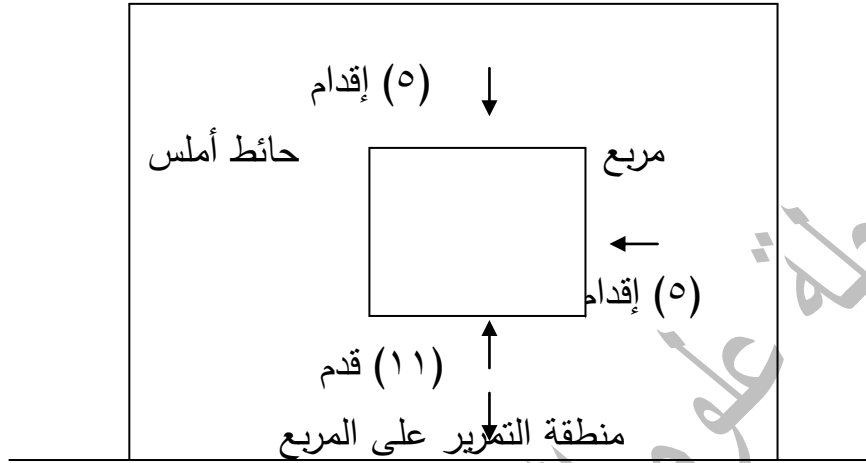 (٥) إقدام
حائط أملس
مربع
(٥) إقدام
(١١) قدم
منطقة التمرير على المربع